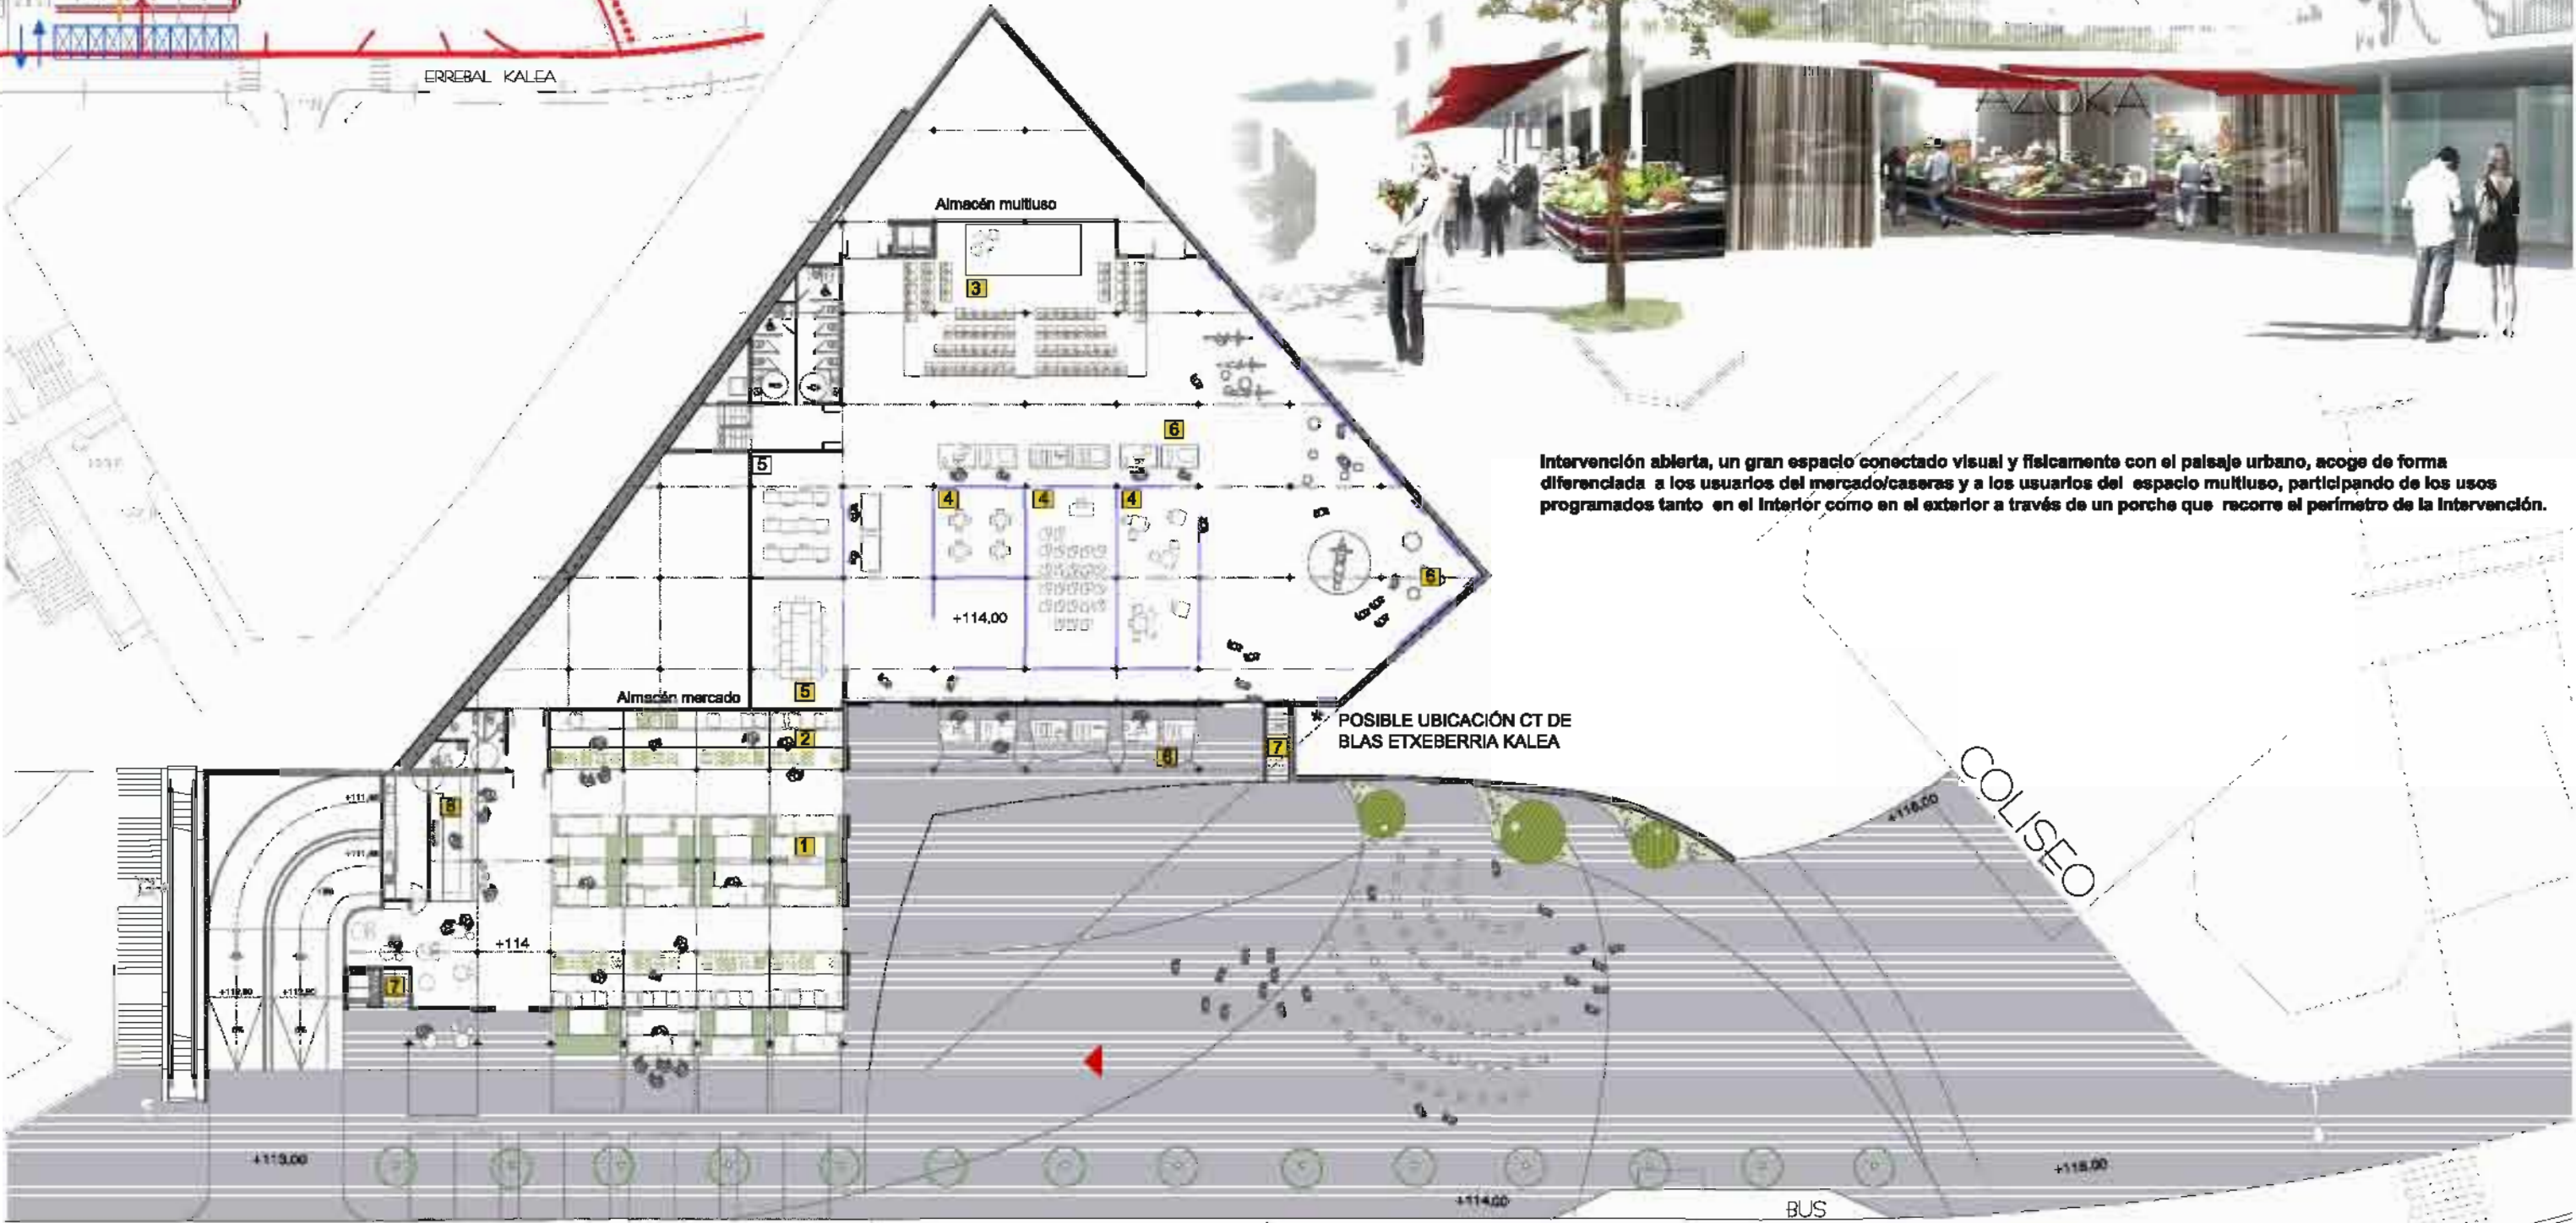 ERREBAL KALEA
AZOKA
Almacén multiuso
3
6
5
4
4
4
Intervención abierta, un gran espacio conectado visual y físicamente con el paisaje urbano, acoge de forma
diferenciada a los usuarios del mercado/caseras y a los usuarios del espacio multiuso, participando de los usos
programados tanto en el interior como en el exterior a través de un porche que recorre el perímetro de la intervención.
6
+114,00
Almacén mercado
5
2
POSIBLE UBICACIÓN CT DE
BLAS ETXEBERRIA KALEA
7
6
COLISEO
1
+114
7
+113,00
+114,00
BUS